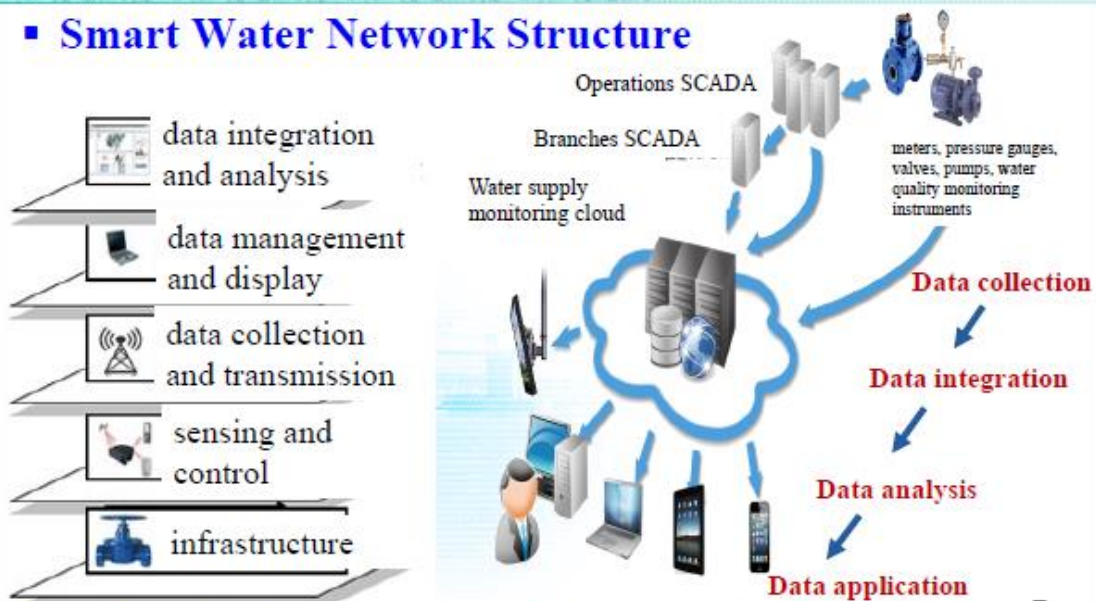 ▪ Smart Water Network Structure
data integration
and analysis
data management
and display
data collection
and transmission
sensing and
control
infrastructure
Operations SCADA
Branches SCADA
Water supply
monitoring cloud
meters, pressure gauges,
valves, pumps, water
quality monitoring
instruments
Data collection
Data integration
Data analysis
Data application